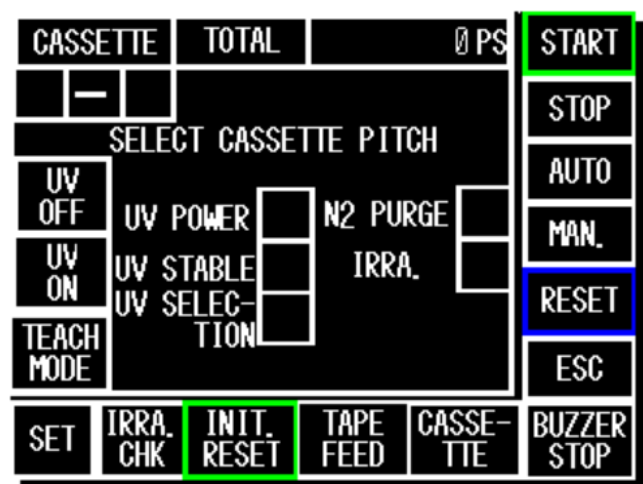 CASSETTE TOTAL 0 PS START
—
STOP
SELECT CASSETTE PITCH
UV
OFF
AUTO
UV POWER N2 PURGE
MAN.
UV
ON
UV STABLE IRRA.
UV SELEC-
TION
RESET
TEACH
MODE
ESC
SET
IRRA.
CHK
INIT.
RESET
TAPE
FEED
CASSE-
TTE
BUZZER
STOP